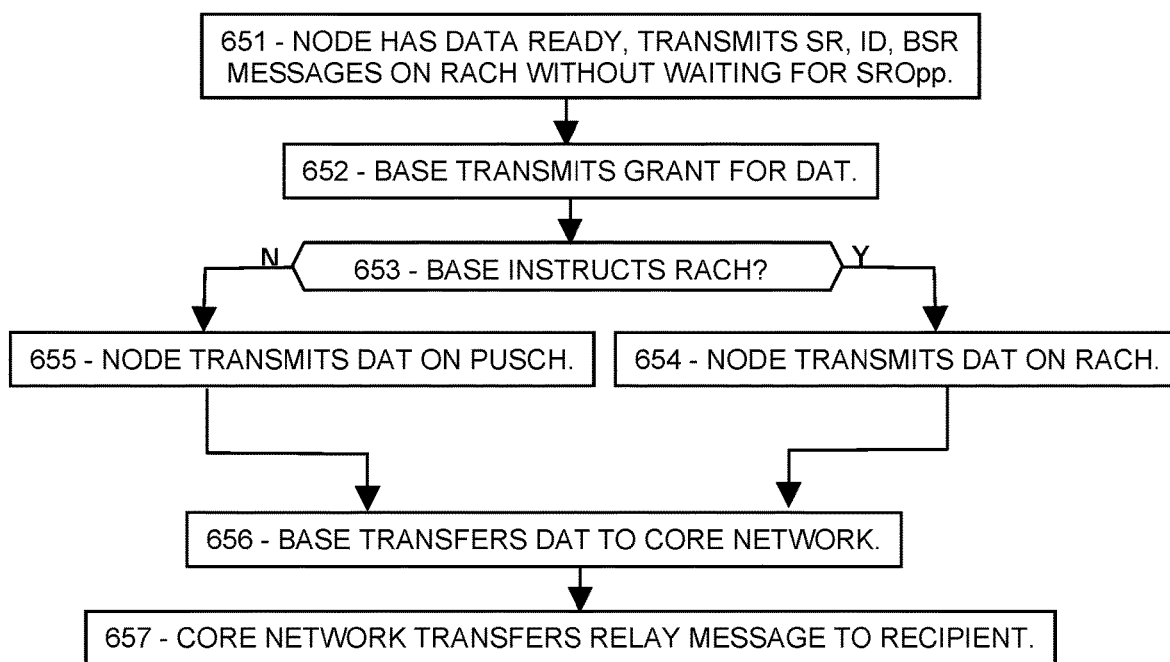 651 - NODE HAS DATA READY, TRANSMITS SR, ID, BSR
MESSAGES ON RACH WITHOUT WAITING FOR SROpp.
652 - BASE TRANSMITS GRANT FOR DAT.
N
653 - BASE INSTRUCTS RACH?
Y
655 - NODE TRANSMITS DAT ON PUSCH.
654 - NODE TRANSMITS DAT ON RACH.
656 - BASE TRANSFERS DAT TO CORE NETWORK.
657 - CORE NETWORK TRANSFERS RELAY MESSAGE TO RECIPIENT.